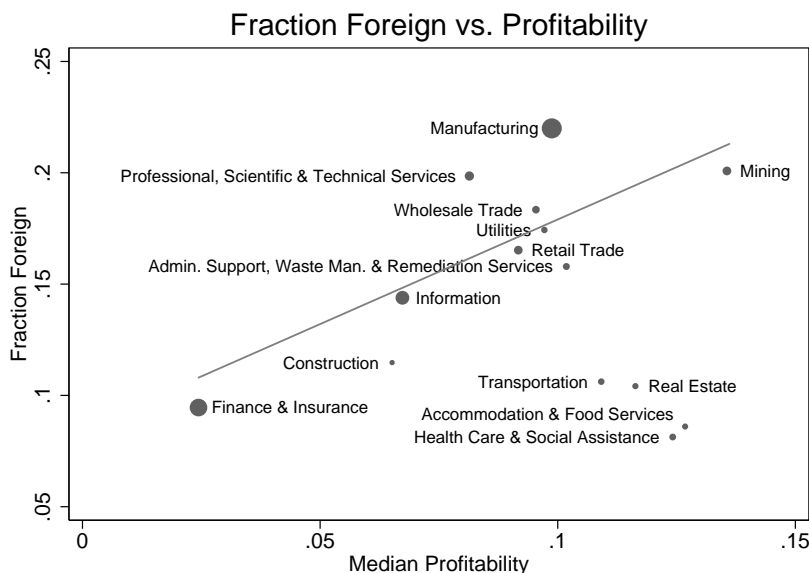 Fraction Foreign vs. Profitability
.25
.2
.15
.1
.05
Fraction Foreign
Manufacturing
Professional, Scientific & Technical Services
Mining
Wholesale Trade
Utilities
Retail Trade
Admin. Support, Waste Man. & Remediation Services
Information
Construction
Transportation
Real Estate
Finance & Insurance
Accommodation & Food Services
Health Care & Social Assistance
0
.05
.1
.15
Median Profitability